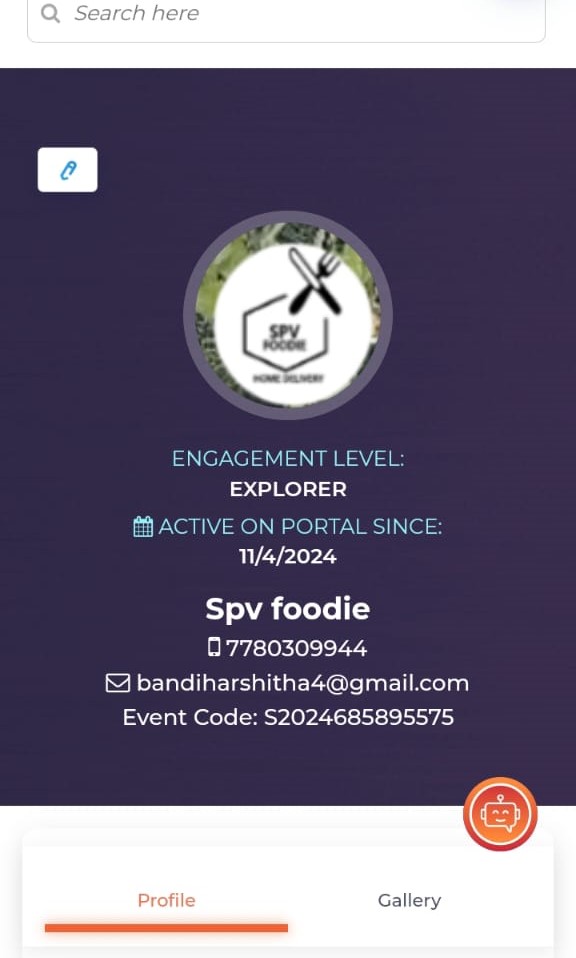 Search here
SPV
FOODIE
HOME DELIVERY
ENGAGEMENT LEVEL:
EXPLORER
ACTIVE ON PORTAL SINCE:
11/4/2024
Spv foodie
7780309944
bandiharshitha4@gmail.com
Event Code: S2024685895575
Profile Gallery